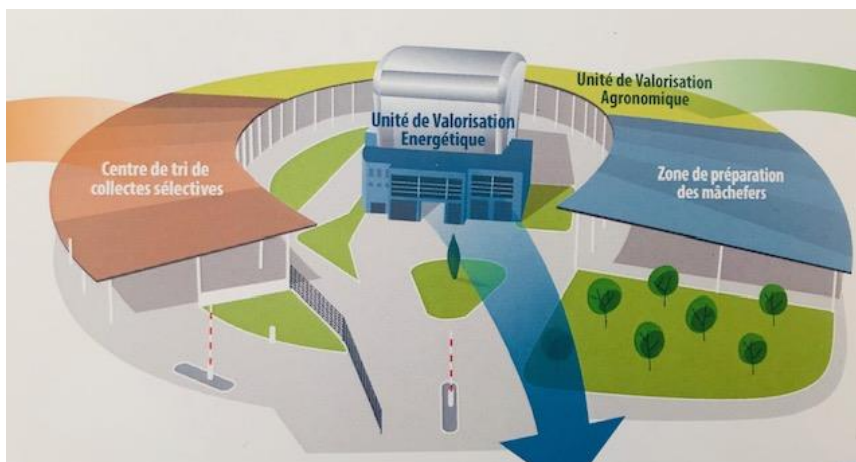 Unité de Valorisation
Agronomique
Unité de Valorisation
Energétique
Centre de tri de
collectes sélectives
Zone de préparation
des mâchefers